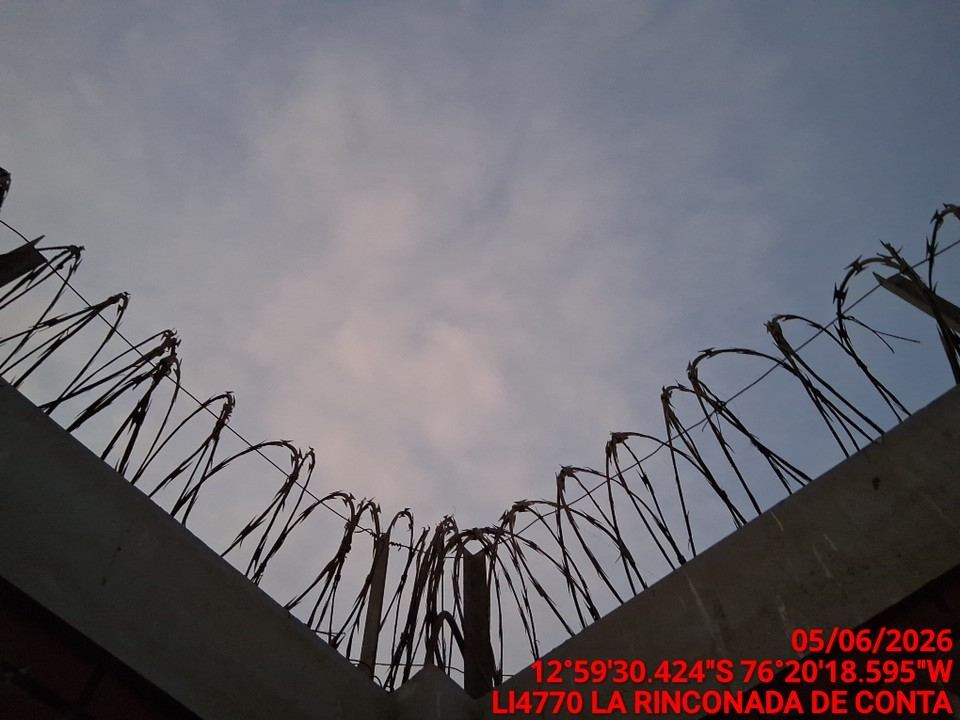 05/06/2026
12°59'30.424"S 76°20'18.595"W
LI4770 LA RINCONADA DE CONTA